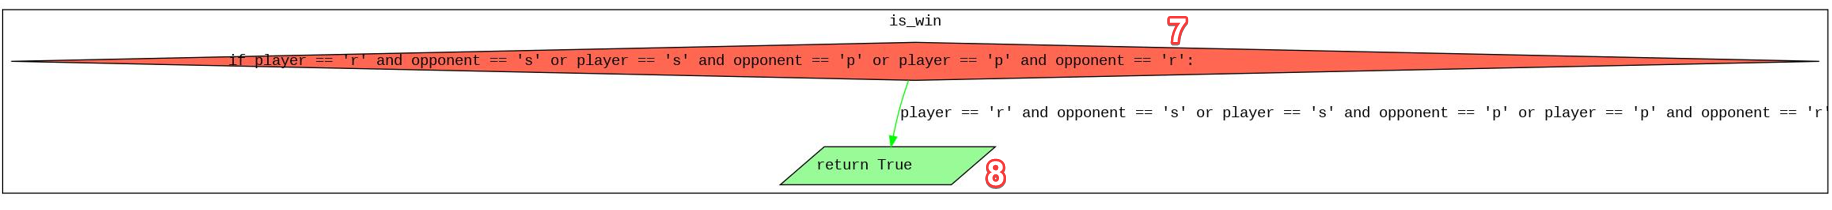 is_win
7
if player == 'r' and opponent == 's' or player == 's' and opponent == 'p' or player == 'p' and opponent == 'r':
player == 'r' and opponent == 's' or player == 's' and opponent == 'p' or player == 'p' and opponent == 'r'
return True
8